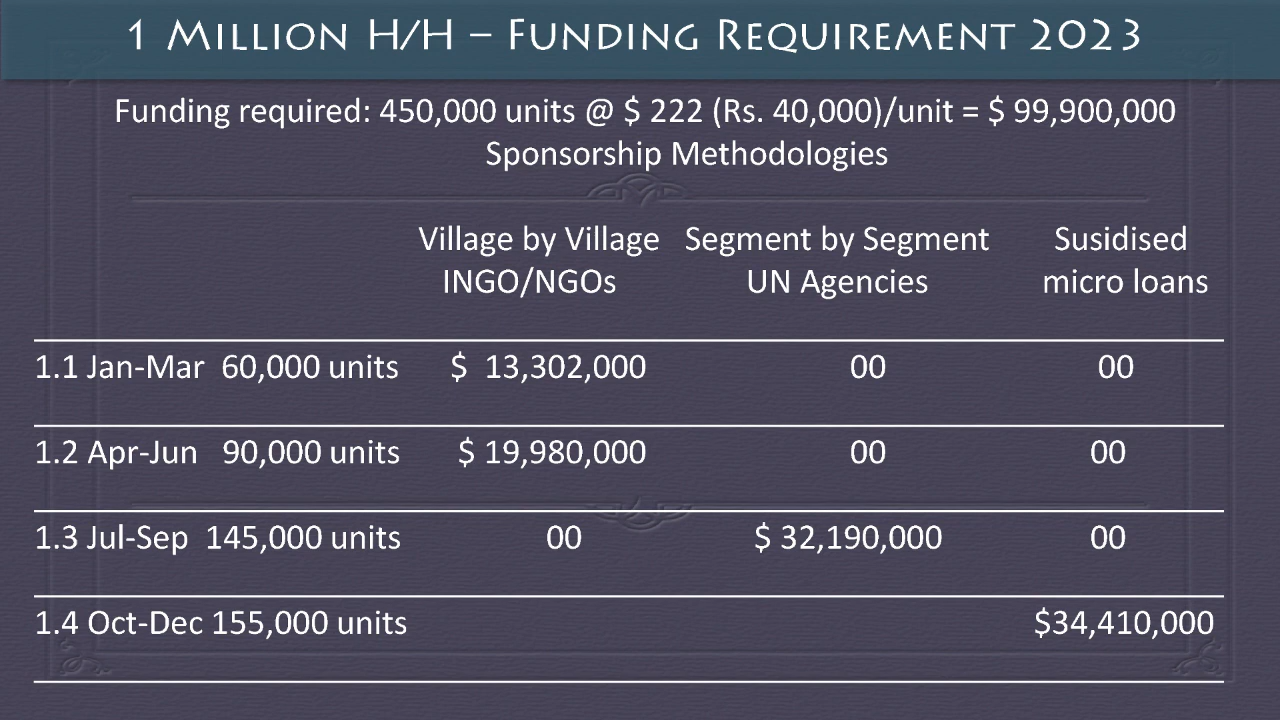 1 Million H/H – Funding Requirement 2023
Funding required: 450,000 units @ $ 222 (Rs. 40,000)/unit = $ 99,900,000
Sponsorship Methodologies
Village by Village Segment by Segment Susidised
INGO/NGOs UN Agencies micro loans
1.1 Jan-Mar 60,000 units $ 13,302,000 00 00
1.2 Apr-Jun 90,000 units $ 19,980,000 00 00
1.3 Jul-Sep 145,000 units 00 $ 32,190,000 00
1.4 Oct-Dec 155,000 units $34,410,000